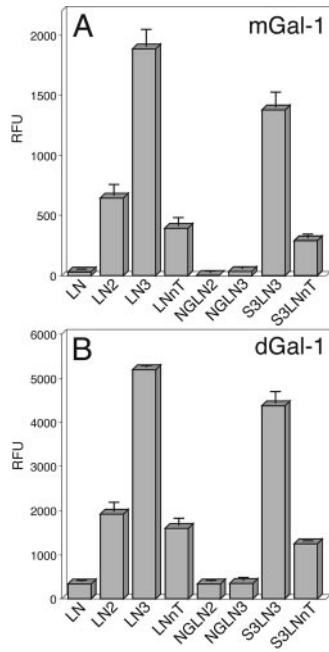 A
mGal-1
2000
1500
1000
500
0
RFU
LN
LN2
LN3
LNnT
NGLN2
NGLN3
S3LN3
S3LNnT
B
dGal-1
6000
5000
4000
3000
2000
1000
0
RFU
LN
LN2
LN3
LNnT
NGLN2
NGLN3
S3LN3
S3LNnT